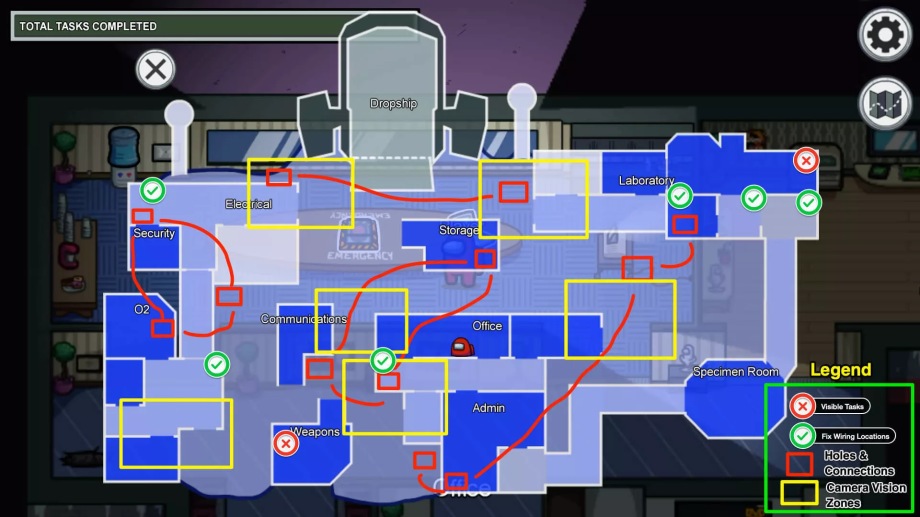 TOTAL TASKS COMPLETED
Dropship
Laboratory
Electrical
Storage
Security
EMERGENCY
EMERGENCY
O2
Communications
Office
Specimen Room
Legend
Admin
Visible Tasks
Weapons
Fix Wiring Locations
Holes &
Connections
Office
Camera Vision
Zones